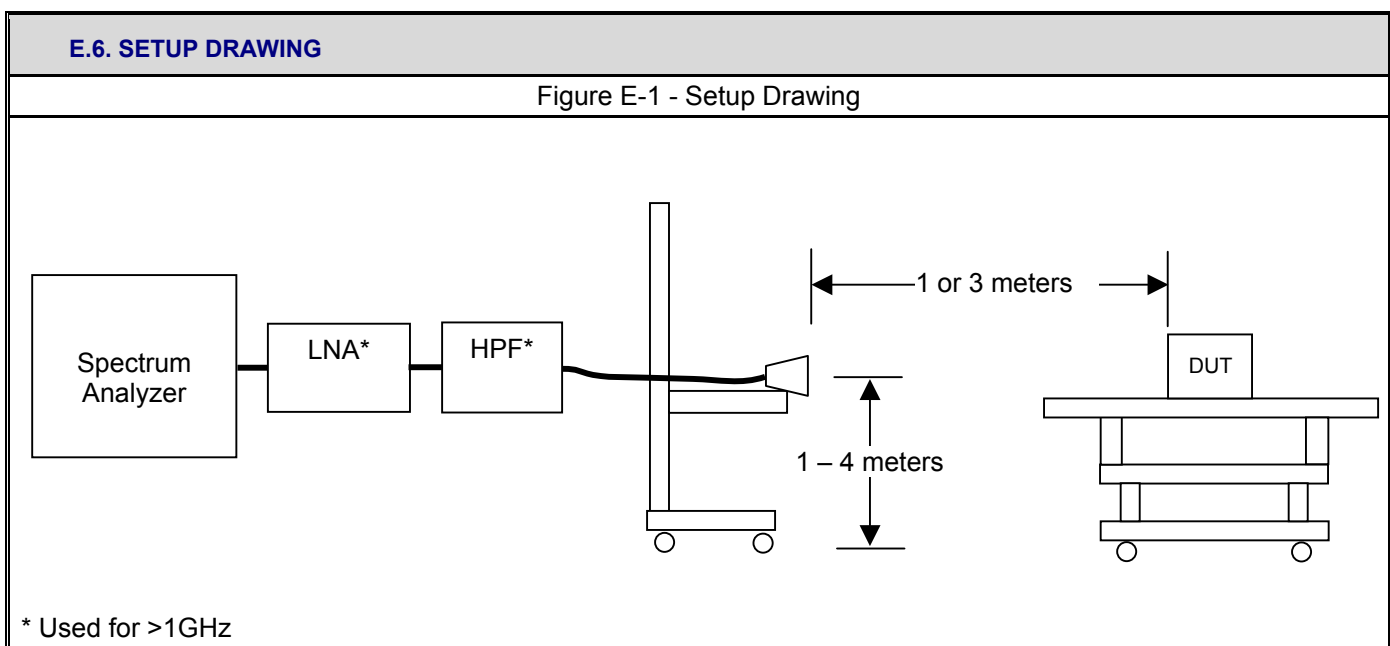 E.6. SETUP DRAWING
Figure E-1 - Setup Drawing
1 or 3 meters
Spectrum
Analyzer
LNA*
HPF*
DUT
1 – 4 meters
* Used for >1GHz